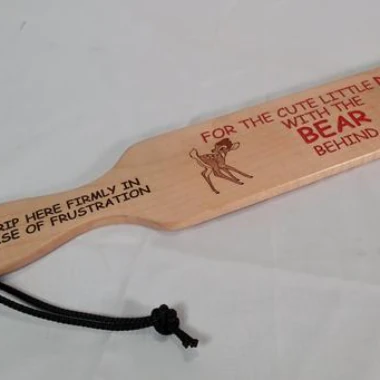 FOR THE CUTE LITTLE
WITH THE
BEAR
BEHIND
HERE FIRMLY IN
OF FRUSTRATION